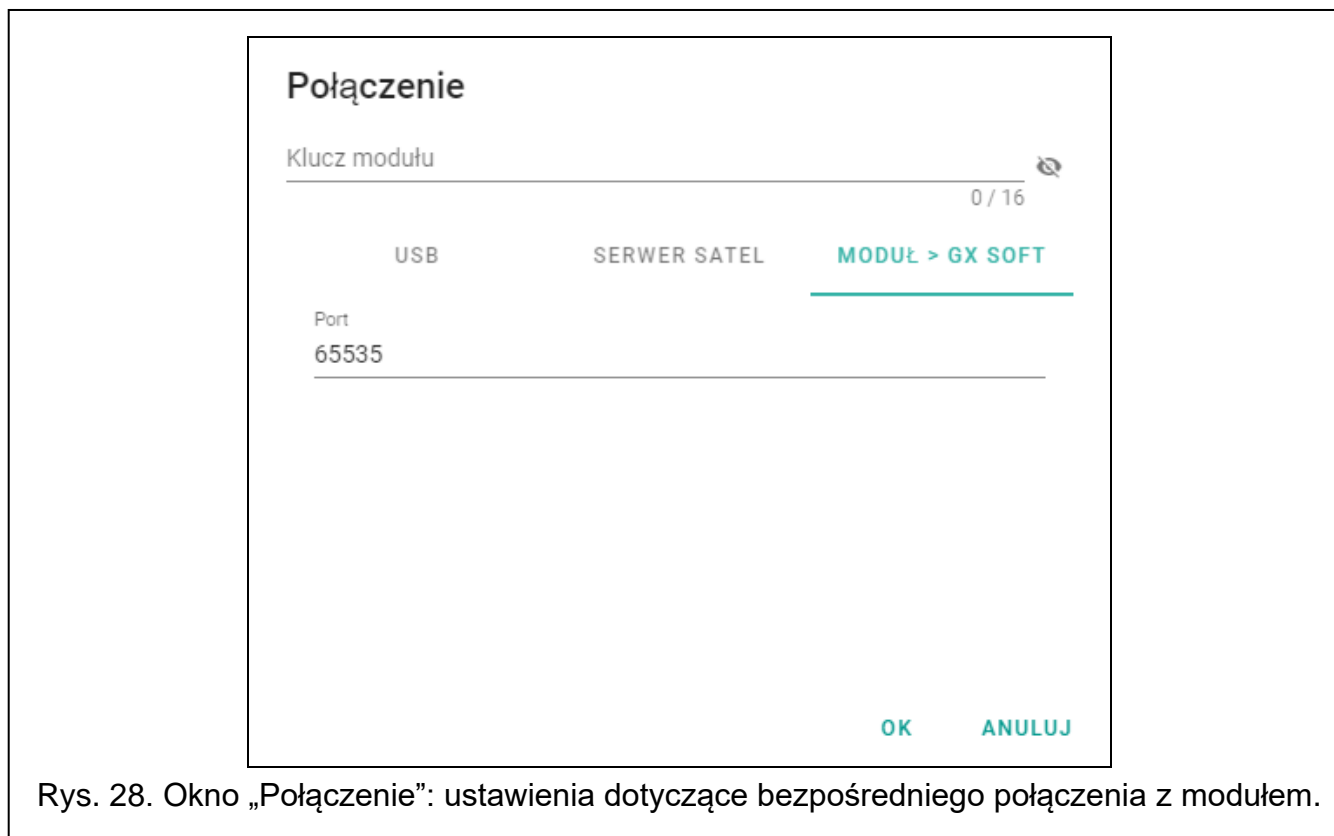 Połączenie
Klucz modułu
0 / 16
USB SERWER SATEL MODUŁ > GX SOFT
Port
65535
OK ANULUJ
Rys. 28. Okno „Połączenie”: ustawienia dotyczące bezpośredniego połączenia z modułem.